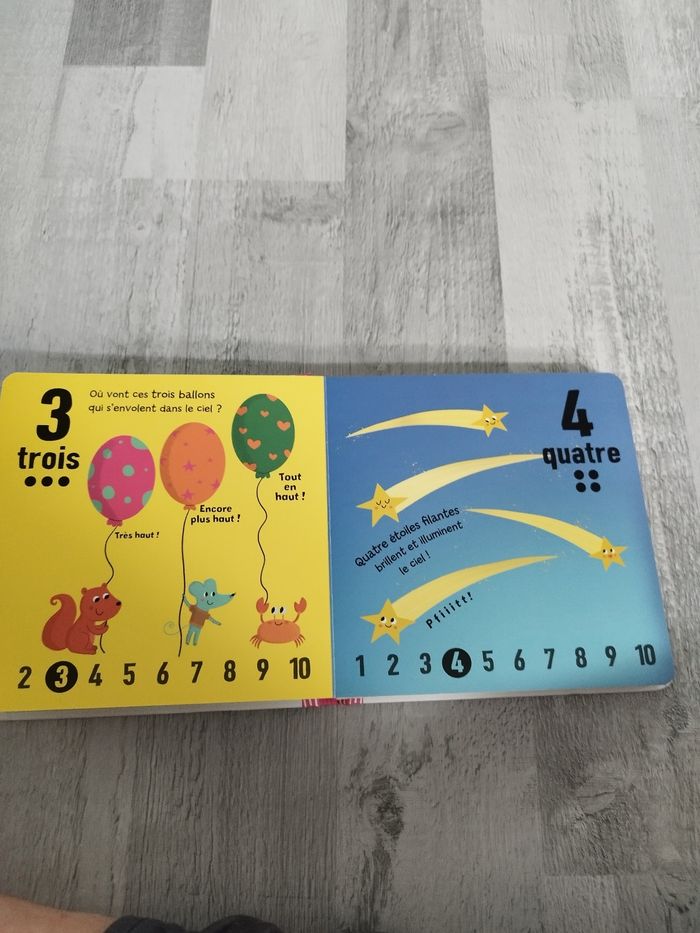 3
trois
Où vont ces trois ballons
qui s'envolent dans le ciel ?
Très haut !
Encore
plus haut !
Tout
en
haut !
2 3 4 5 6 7 8 9 10
4
quatre
Quatre étoiles filantes
brillent et illuminent
le ciel !
Pfiiitt!
1 2 3 4 5 6 7 8 9 10